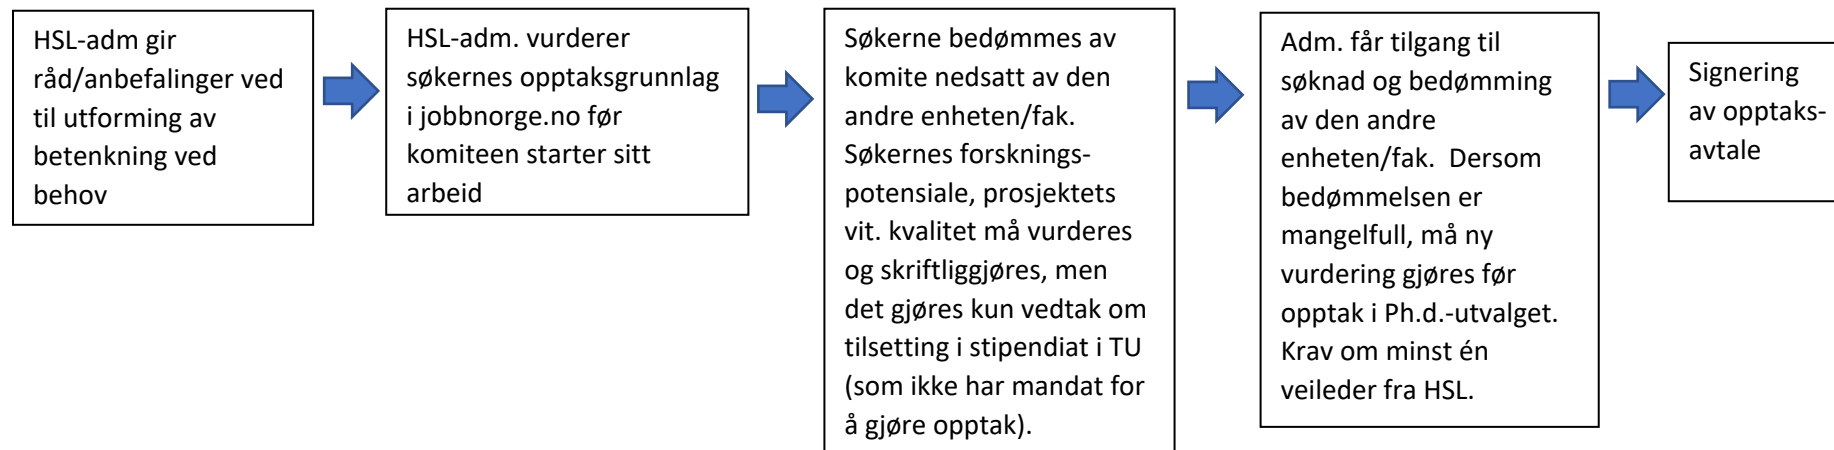 HSL-adm gir
råd/anbefalinger ved
til utforming av
betenkning ved
behov
HSL-adm. vurderer
søkernes opptaksgrunnlag
i jobbnorge.no før
komiteen starter sitt
arbeid
Søkerne bedømmes av
komite nedsatt av den
andre enheten/fak.
Søkernes forsknings-
potensiale, prosjektets
vit. kvalitet må vurderes
og skriftliggjøres, men
det gjøres kun vedtak om
tilsetting i stipendiat i TU
(som ikke har mandat for
å gjøre opptak).
Adm. får tilgang til
søknad og bedømming
av den andre
enheten/fak. Dersom
bedømmelsen er
mangelfull, må ny
vurdering gjøres før
opptak i Ph.d.-utvalget.
Krav om minst én
veileder fra HSL.
Signering
av opptaks-
avtale